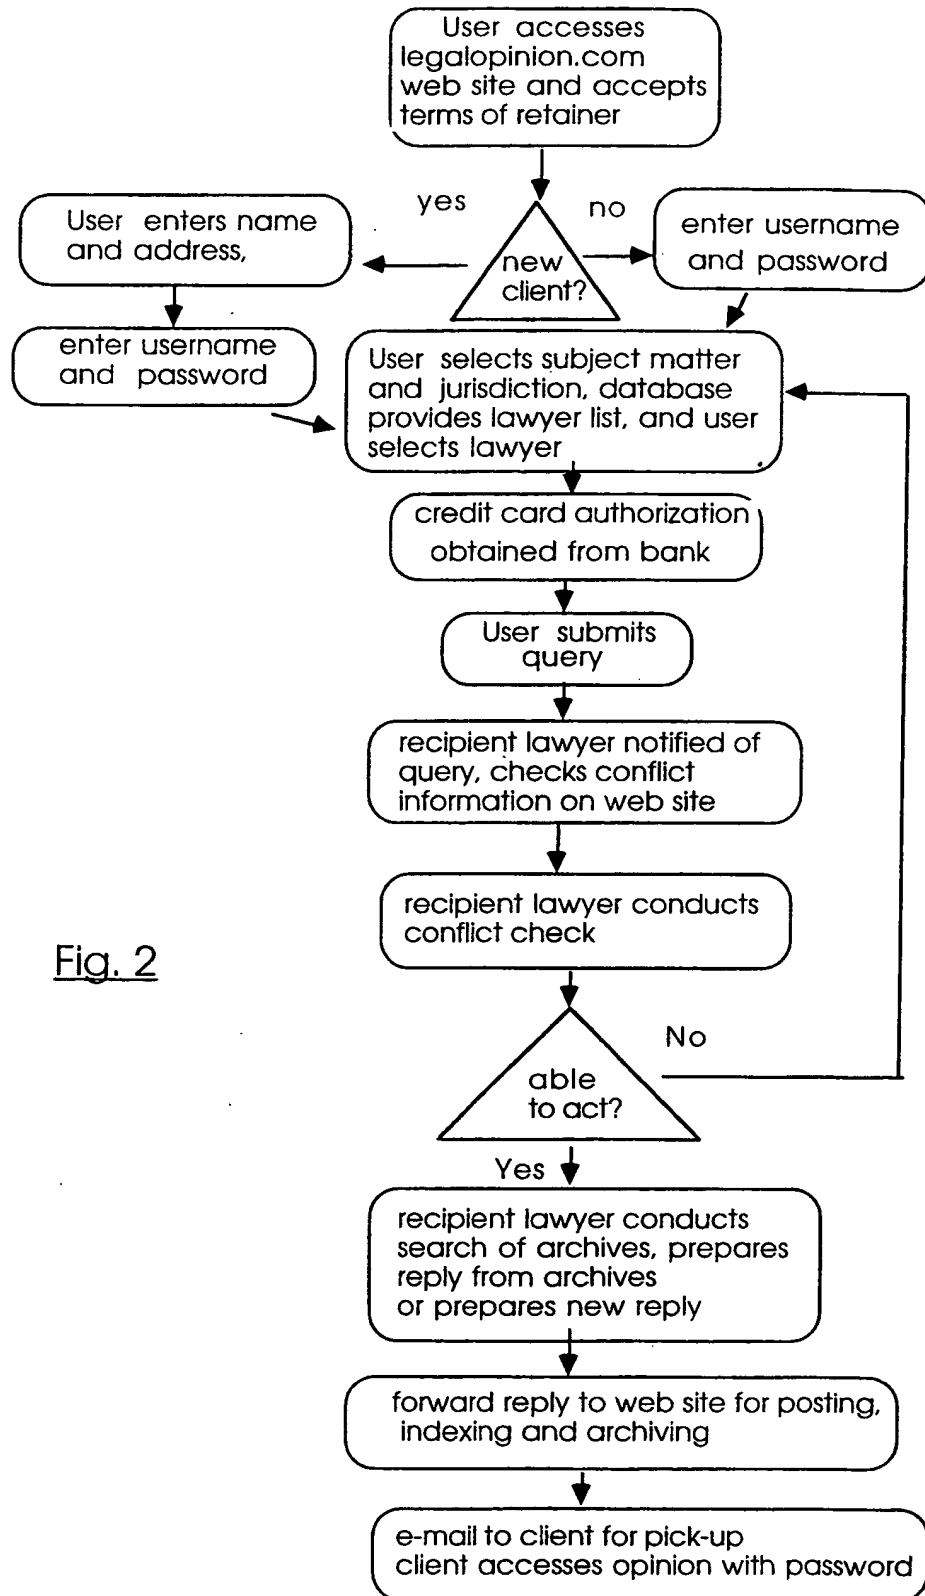 User accesses
legalopinion.com
web site and accepts
terms of retainer
yes
no
User enters name
and address,
new
client?
enter username
and password
enter username
and password
User selects subject matter
and jurisdiction, database
provides lawyer list, and user
selects lawyer
credit card authorization
obtained from bank
User submits
query
recipient lawyer notified of
query, checks conflict
information on web site
recipient lawyer conducts
conflict check
Fig. 2
No
able
to act?
Yes
recipient lawyer conducts
search of archives, prepares
reply from archives
or prepares new reply
forward reply to web site for posting,
indexing and archiving
e-mail to client for pick-up
client accesses opinion with password